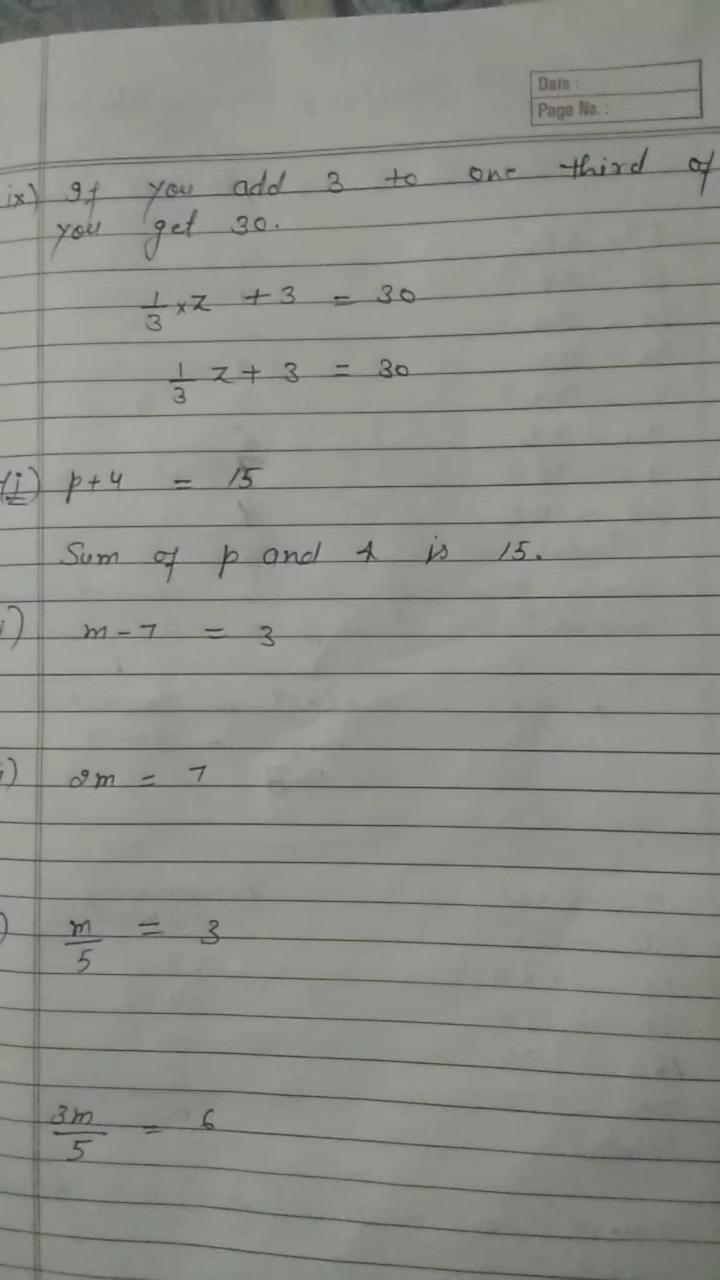 Date :
Page No. :
ix) If you add 3 to one third of
you get 30.
1/3 × z + 3 = 30
1/3 z + 3 = 30
(i) p+4 = 15
Sum of p and 4 is 15.
) m - 7 = 3
) 2m = 7
) m/5 = 3
3m/5 = 6